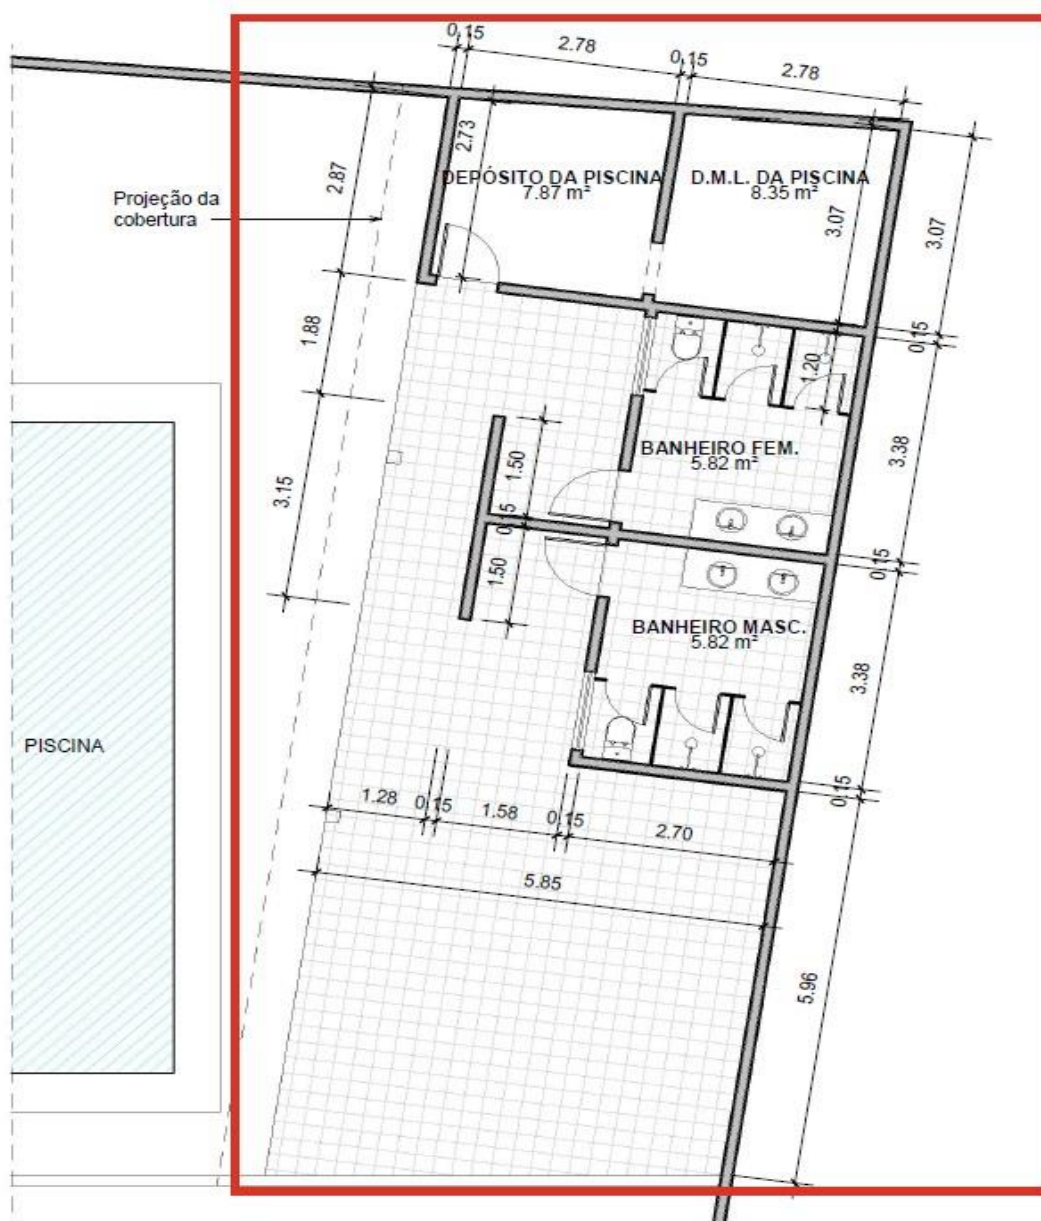 0.15
2.78
0.15
2.78
2.73
2.87
DEPÓSITO DA PISCINA
7.87 m²
D.M.L. DA PISCINA
8.35 m²
Projeção da
cobertura
3.07
3.07
1.88
0.15
1.20
BANHEIRO FEM.
5.82 m²
3.38
1.50
3.15
0.15
0.15
1.50
BANHEIRO MASC.
5.82 m²
3.38
PISCINA
0.15
1.28
0.15
1.58
0.15
2.70
5.85
5.96